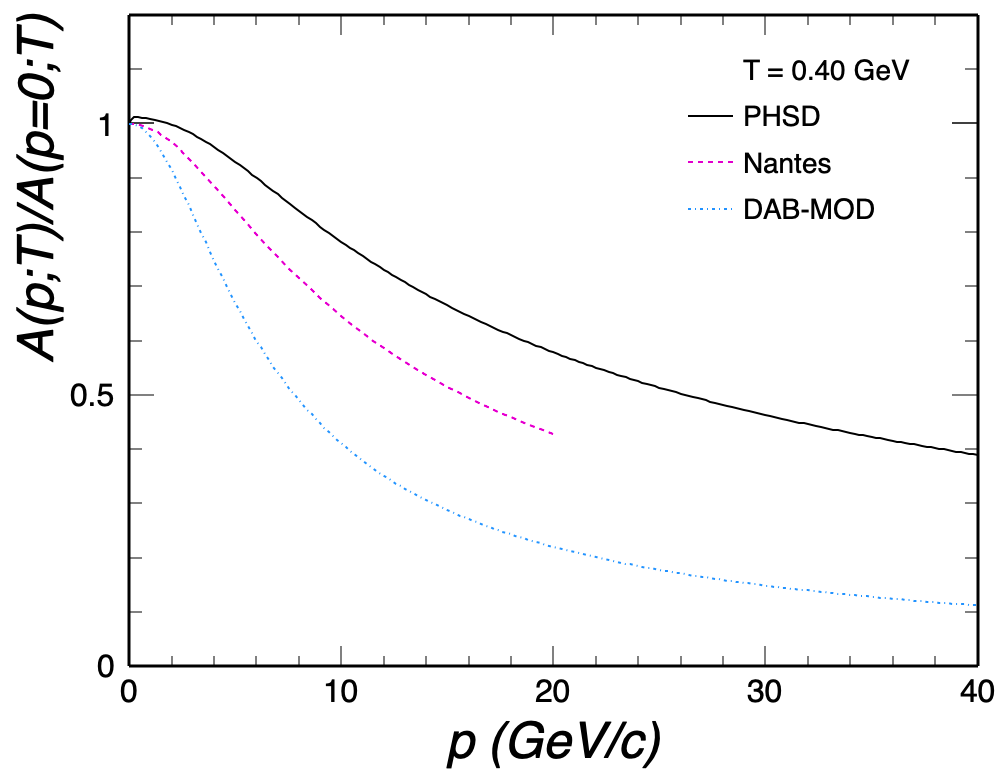 A(p;T)/A(p=0;T)
T = 0.40 GeV
PHSD
Nantes
DAB-MOD
1
0.5
0
0 10 20 30 40
p (GeV/c)